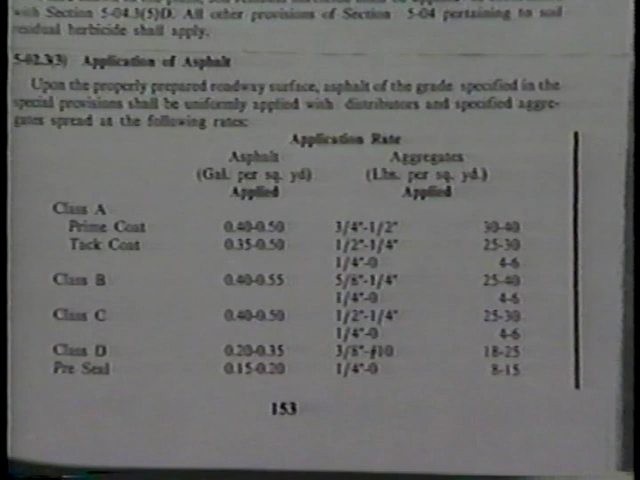 with Section 5-04.3(5)D. All other provisions of Section 5-04 pertaining to soil
residual herbicide shall apply.
5-02.3(3) Application of Asphalt
Upon the properly prepared roadway surface, asphalt of the grade specified in the
special provisions shall be uniformly applied with distributors and specified aggre-
gates spread at the following rates:
Application Rate
Asphalt Aggregates
(Gal. per sq. yd) (Lbs. per sq. yd.)
Applied Applied
Class A
Prime Coat 0.40-0.50 3/4"-1/2" 30-40
Tack Coat 0.35-0.50 1/2"-1/4" 25-30
1/4"-0 4-6
Class B 0.40-0.55 5/8"-1/4" 25-40
1/4"-0 4-6
Class C 0.40-0.50 1/2"-1/4" 25-30
1/4"-0 4-6
Class D 0.20-0.35 3/8"-#10 18-25
Pre Seal 0.15-0.20 1/4"-0 8-15
153